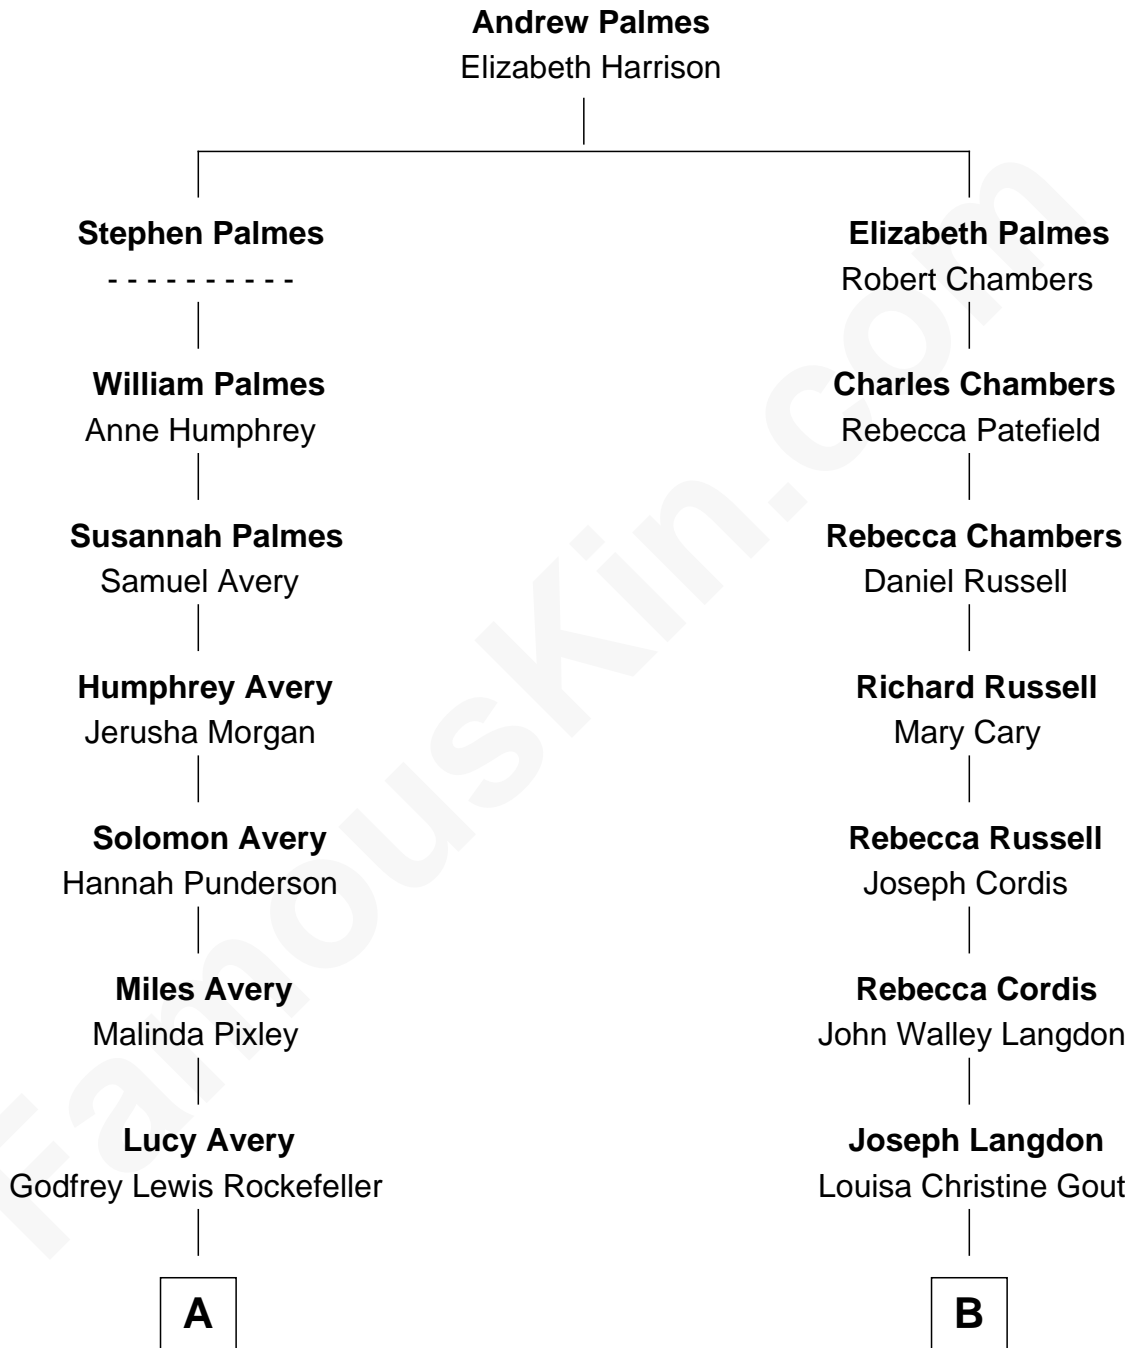 Andrew Palmes
Elizabeth Harrison
Stephen Palmes
- - - - - - - - - -
William Palmes
Anne Humphrey
Susannah Palmes
Samuel Avery
Humphrey Avery
Jerusha Morgan
Solomon Avery
Hannah Punderson
Miles Avery
Malinda Pixley
Lucy Avery
Godfrey Lewis Rockefeller
A
Elizabeth Palmes
Robert Chambers
Charles Chambers
Rebecca Patefield
Rebecca Chambers
Daniel Russell
Richard Russell
Mary Cary
Rebecca Russell
Joseph Cordis
Rebecca Cordis
John Walley Langdon
Joseph Langdon
Louisa Christine Gout
B
FamousKin.com